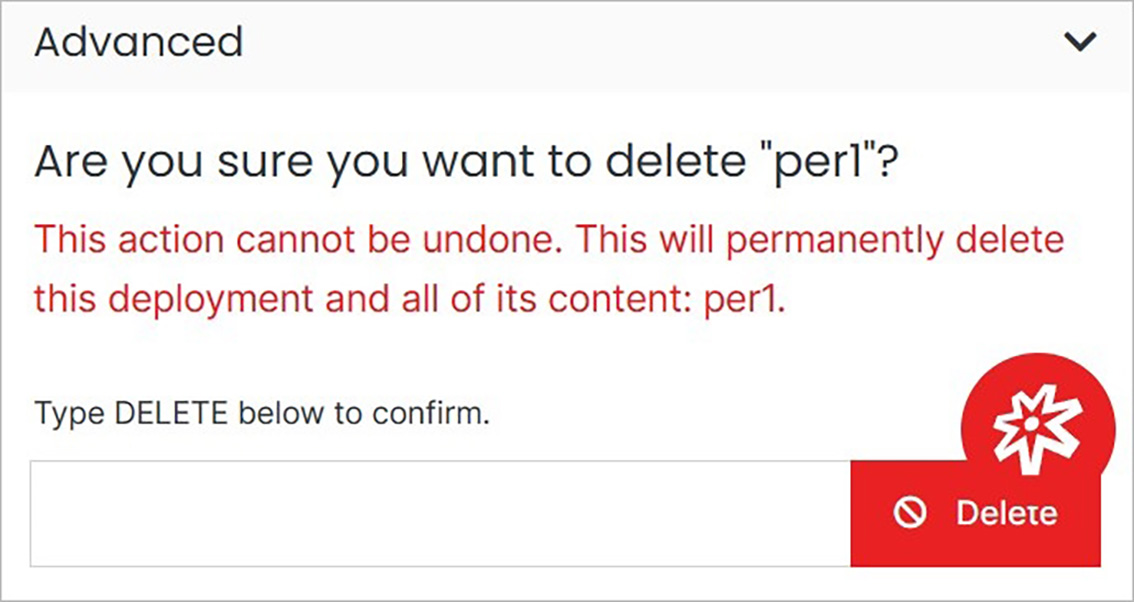 Advanced
Are you sure you want to delete "per1"?
This action cannot be undone. This will permanently delete
this deployment and all of its content: per1.
Type DELETE below to confirm.
Delete